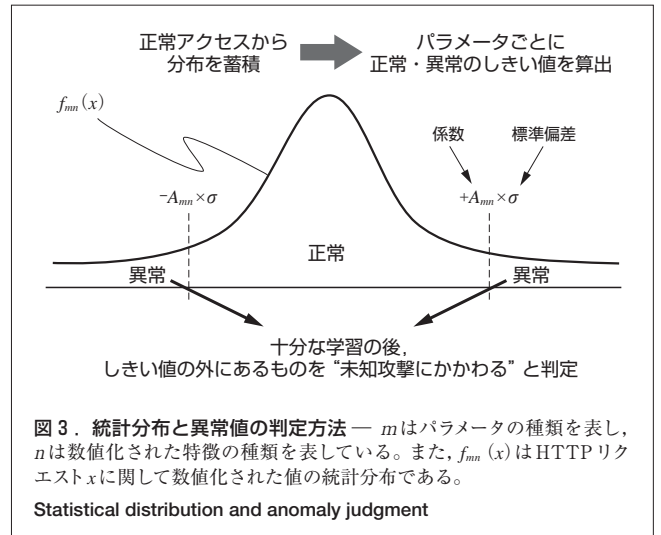 正常アクセスから
分布を蓄積
パラメータごとに
正常・異常のしきい値を算出
fmn(x)
係数
標準偏差
−Amn×σ
+Amn×σ
正常
異常
異常
十分な学習の後，
しきい値の外にあるものを“未知攻撃にかかわる”と判定
図3．統計分布と異常値の判定方法 — mはパラメータの種類を表し，
nは数値化された特徴の種類を表している。また，fmn (x)はHTTPリク
エストxに関して数値化された値の統計分布である。
Statistical distribution and anomaly judgment